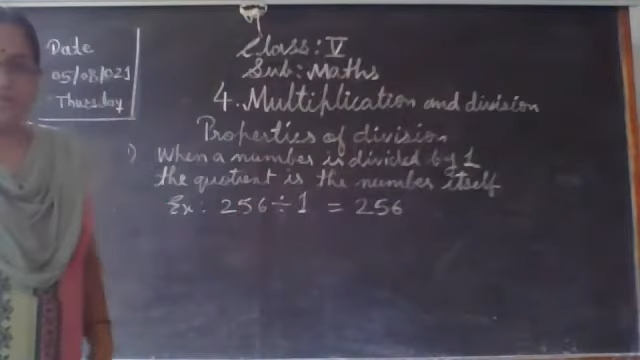 Date
05/08/021
Thursday
Class: V
Sub: Maths
4. Multiplication and division
Properties of division
1) When a number is divided by 1
the quotient is the number itself
Ex: 256 ÷ 1 = 256